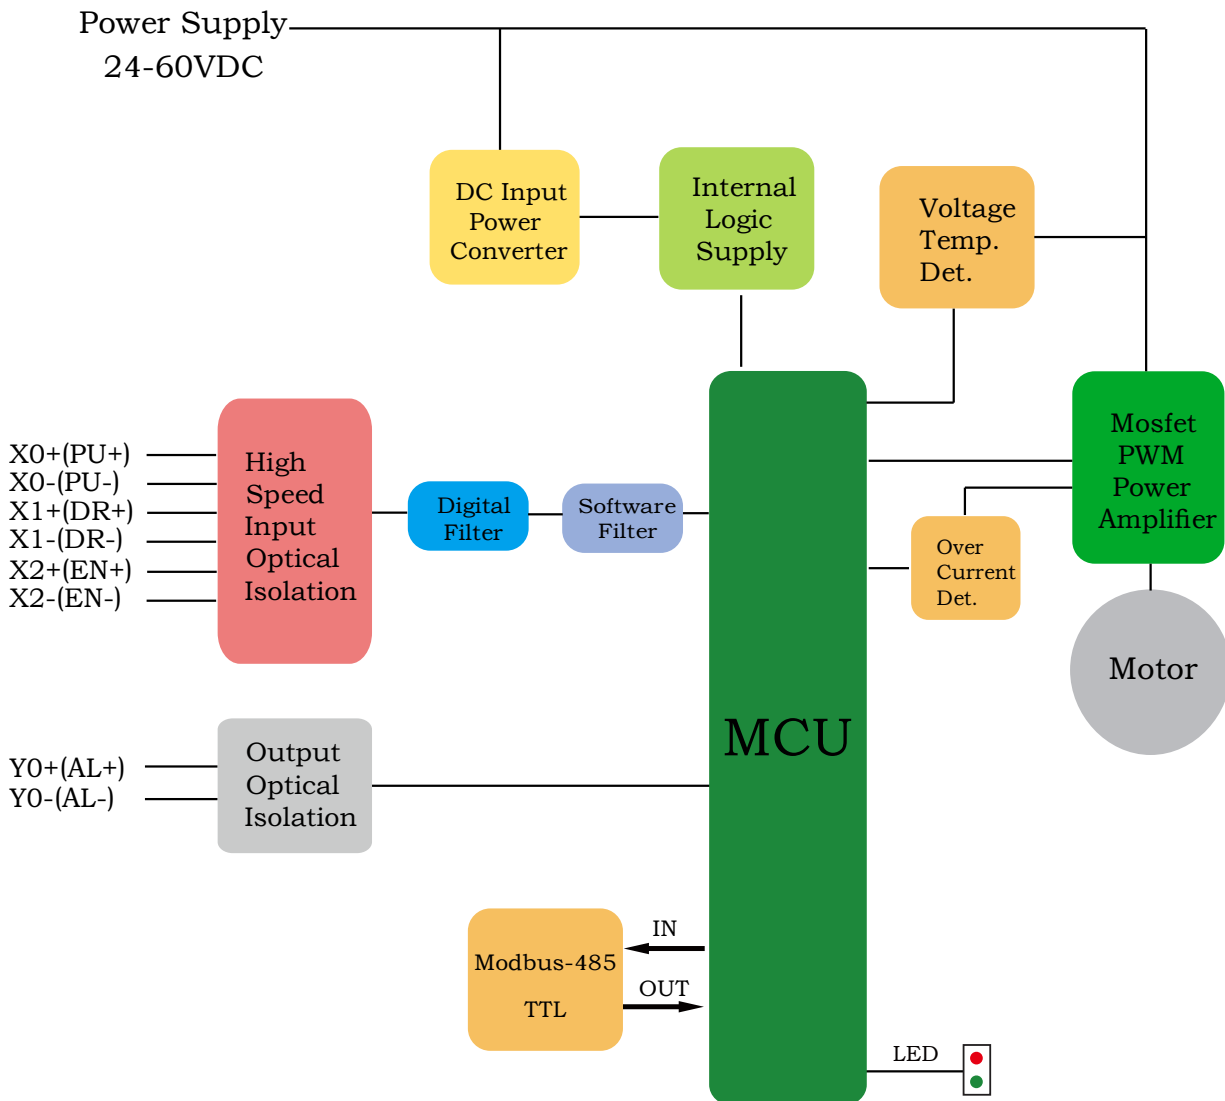 Power Supply
24-60VDC
DC Input
Power
Converter
Internal
Logic
Supply
Voltage
Temp.
Det.
X0+(PU+)
X0-(PU-)
X1+(DR+)
X1-(DR-)
X2+(EN+)
X2-(EN-)
High
Speed
Input
Optical
Isolation
Digital
Filter
Software
Filter
MCU
Mosfet
PWM
Power
Amplifier
Over
Current
Det.
Motor
Y0+(AL+)
Y0-(AL-)
Output
Optical
Isolation
Modbus-485
TTL
IN
OUT
LED